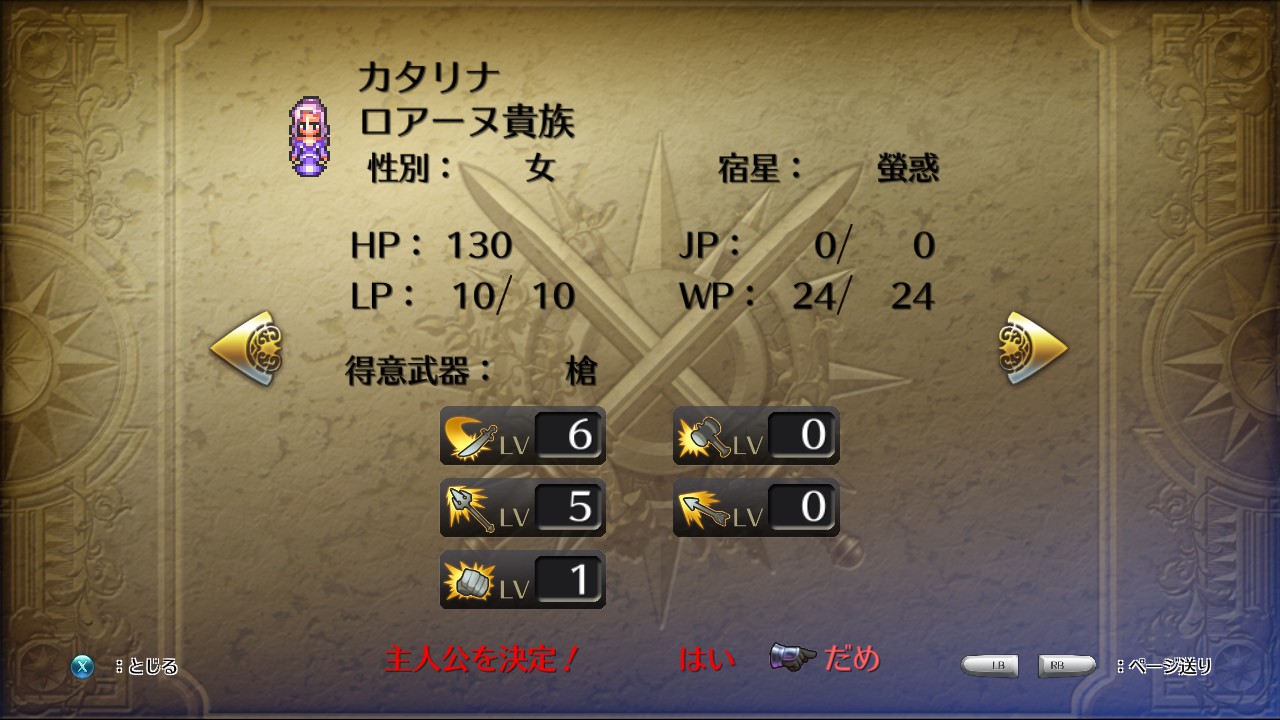 カタリナ
ロアーヌ貴族
性別： 女 宿星： 螢惑
HP： 130 JP： 0/ 0
LP： 10/ 10 WP： 24/ 24
得意武器： 槍
LV 6 LV 0
LV 5 LV 0
LV 1
主人公を決定！ はい だめ
X ：とじる LB RB ：ページ送り